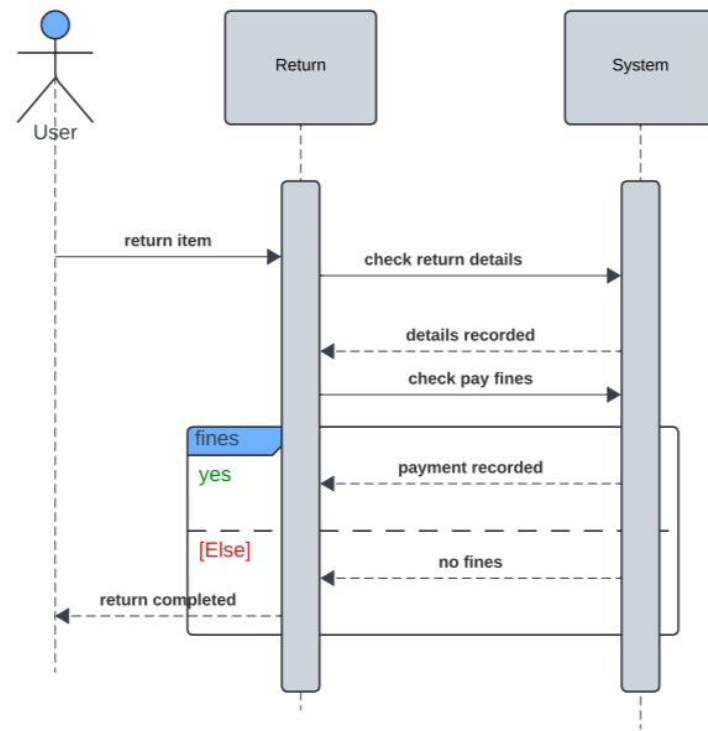 Return
System
User
return item
check return details
details recorded
check pay fines
fines
yes
payment recorded
[Else]
no fines
return completed